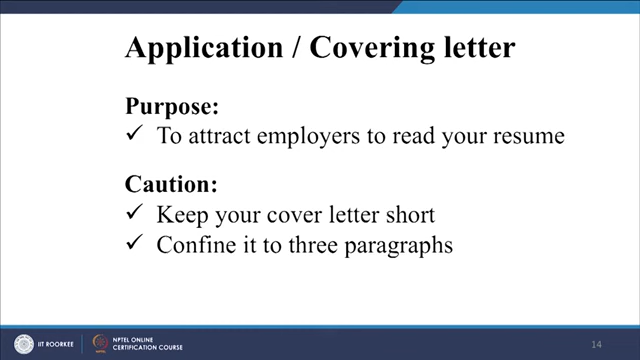 Application / Covering letter
Purpose:
✓ To attract employers to read your resume
Caution:
✓ Keep your cover letter short
✓ Confine it to three paragraphs
IIT ROORKEE
NPTEL ONLINE
CERTIFICATION COURSE
14